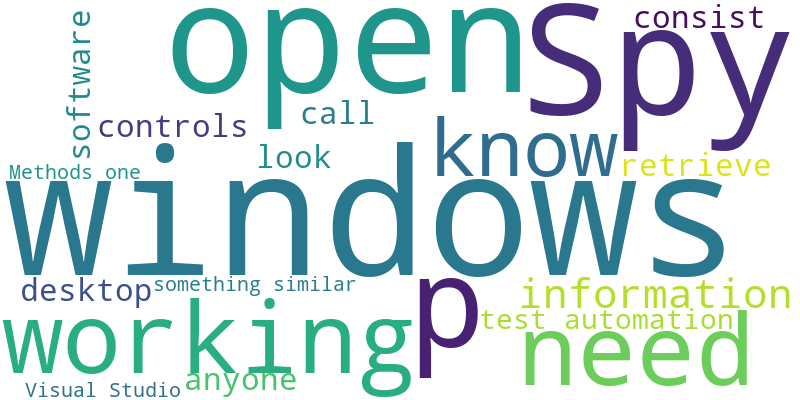 consist
open
Spy
software
controls
call
know
look
retrieve
Methods one
windows
desktop
something similar
information
p
working
test automation
need
anyone
Visual Studio